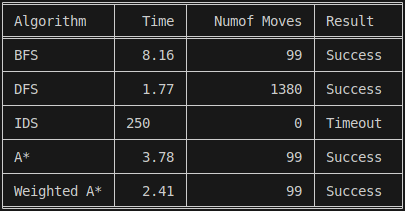 Algorithm Time Numof Moves Result
BFS 8.16 99 Success
DFS 1.77 1380 Success
IDS 250 0 Timeout
A* 3.78 99 Success
Weighted A* 2.41 99 Success